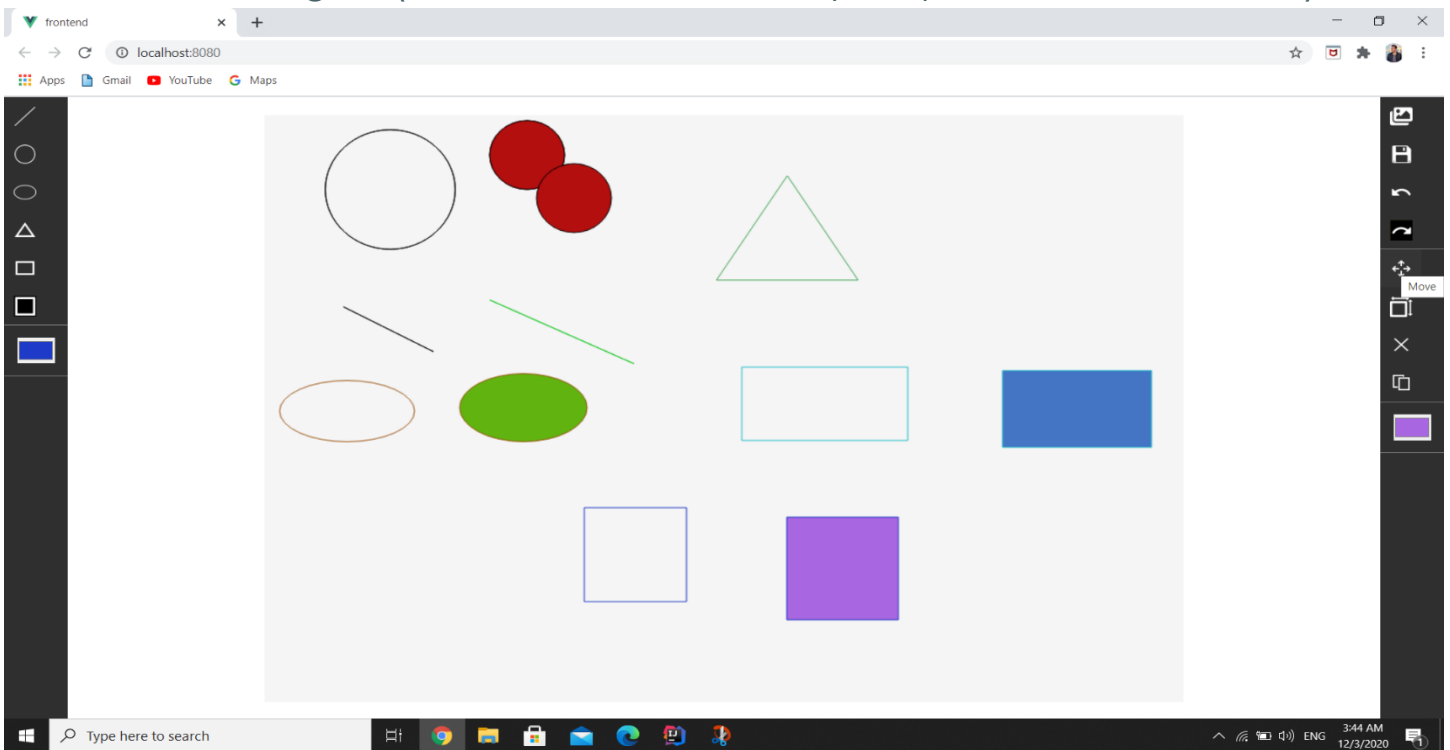 frontend
localhost:8080
Apps Gmail YouTube Maps
Move
Type here to search
ENG
3:44 AM
12/3/2020
1